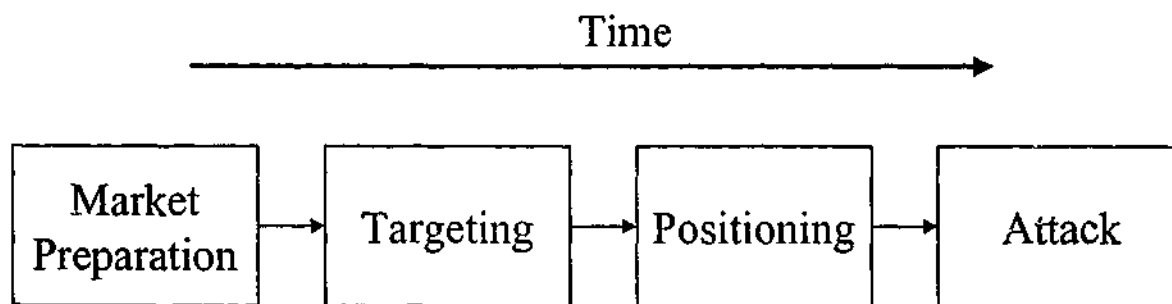 Time
Market
Preparation
Targeting
Positioning
Attack